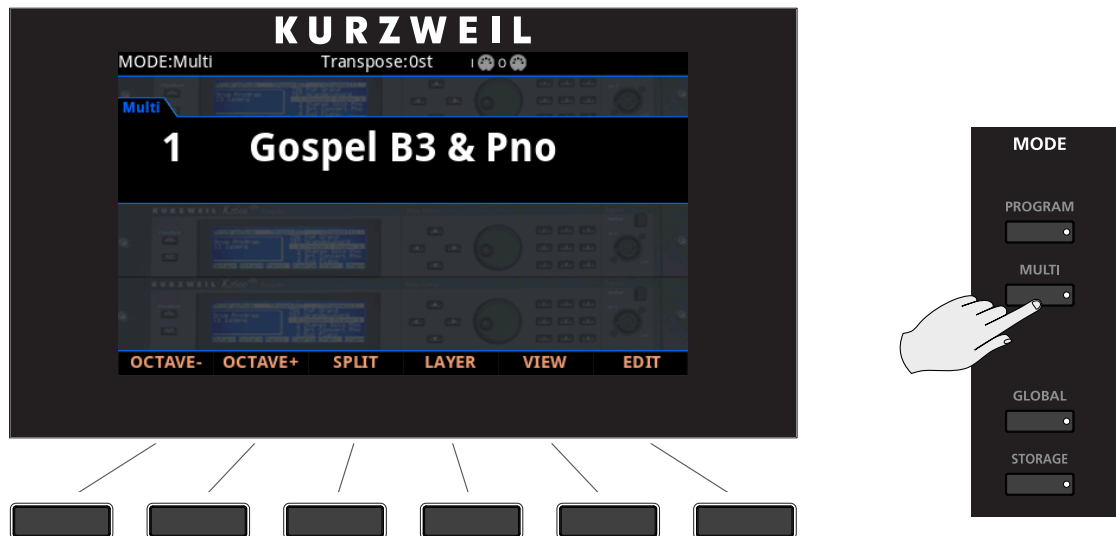 KURZWEIL
MODE:Multi Transpose:0st I O
Multi
1 Gospel B3 & Pno
OCTAVE- OCTAVE+ SPLIT LAYER VIEW EDIT
MODE
PROGRAM
MULTI
GLOBAL
STORAGE